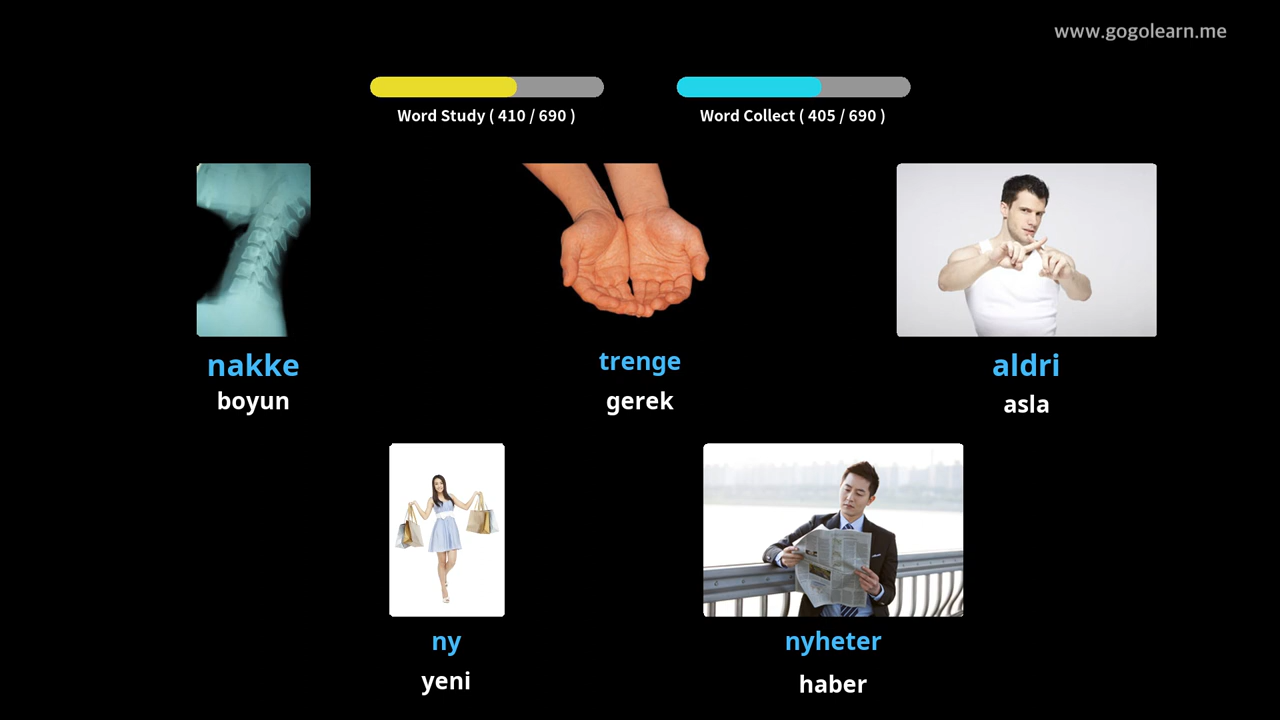 www.gogolearn.me
Word Study ( 410 / 690 )
Word Collect ( 405 / 690 )
nakke
boyun
trenge
gerek
aldri
asla
ny
yeni
nyheter
haber